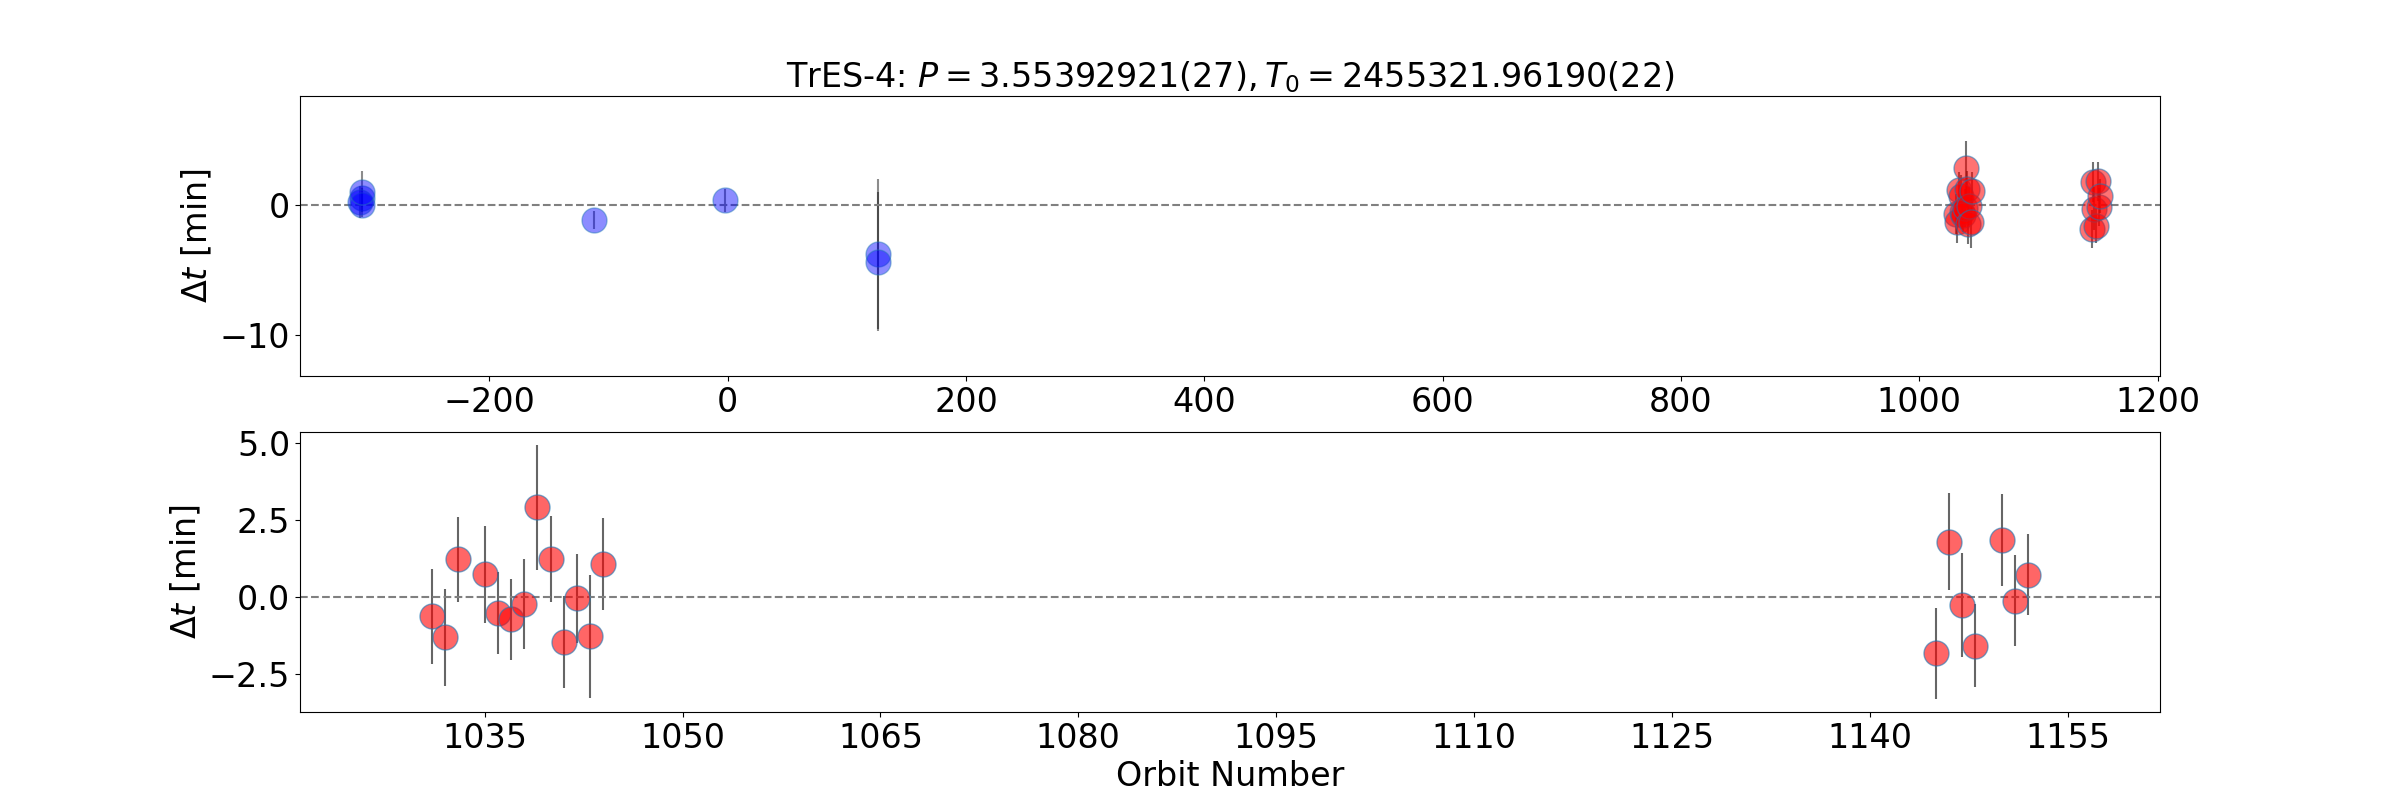 TrES-4: P = 3.55392921(27), T₀ = 2455321.96190(22)
Δt [min]
0
−10
−200 0 200 400 600 800 1000 1200
Δt [min]
5.0
2.5
0.0
−2.5
1035 1050 1065 1080 1095 1110 1125 1140 1155
Orbit Number